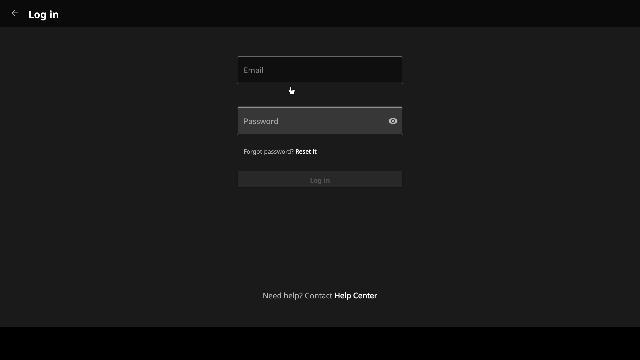 Log in
Email
Password
Forgot password? Reset it
Log in
Need help? Contact Help Center